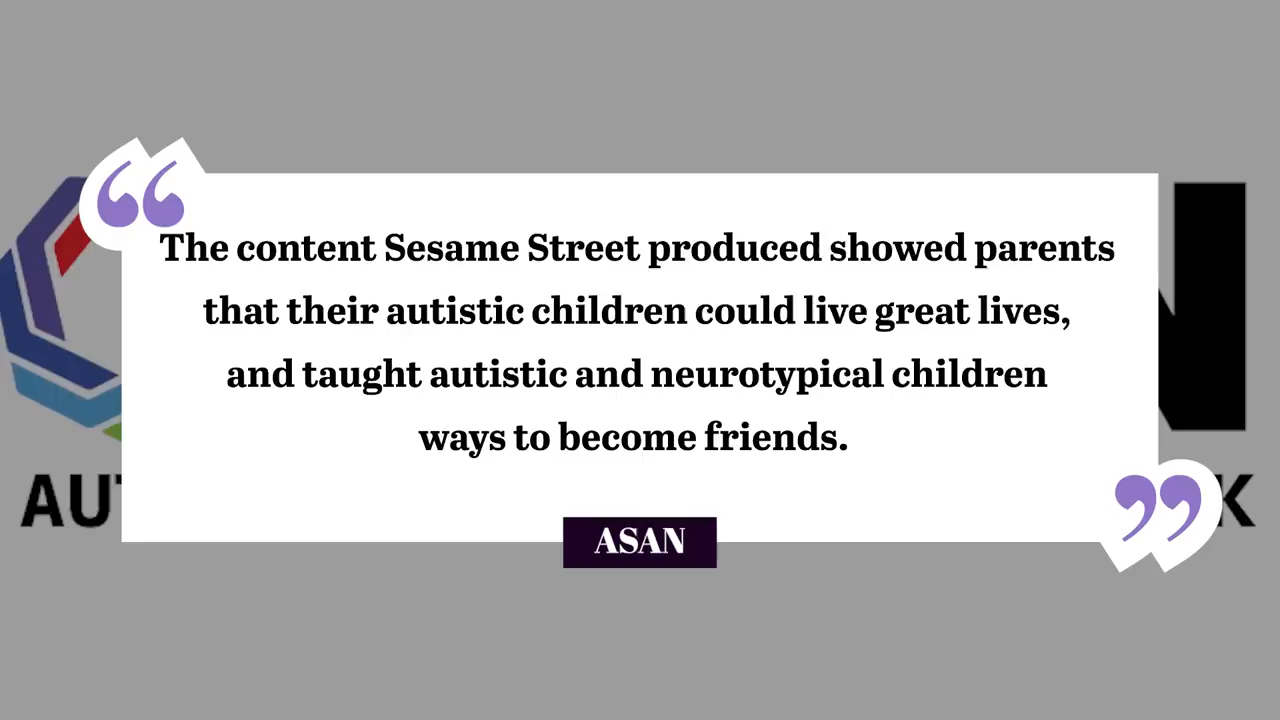 The content Sesame Street produced showed parents
that their autistic children could live great lives,
and taught autistic and neurotypical children
ways to become friends.
ASAN